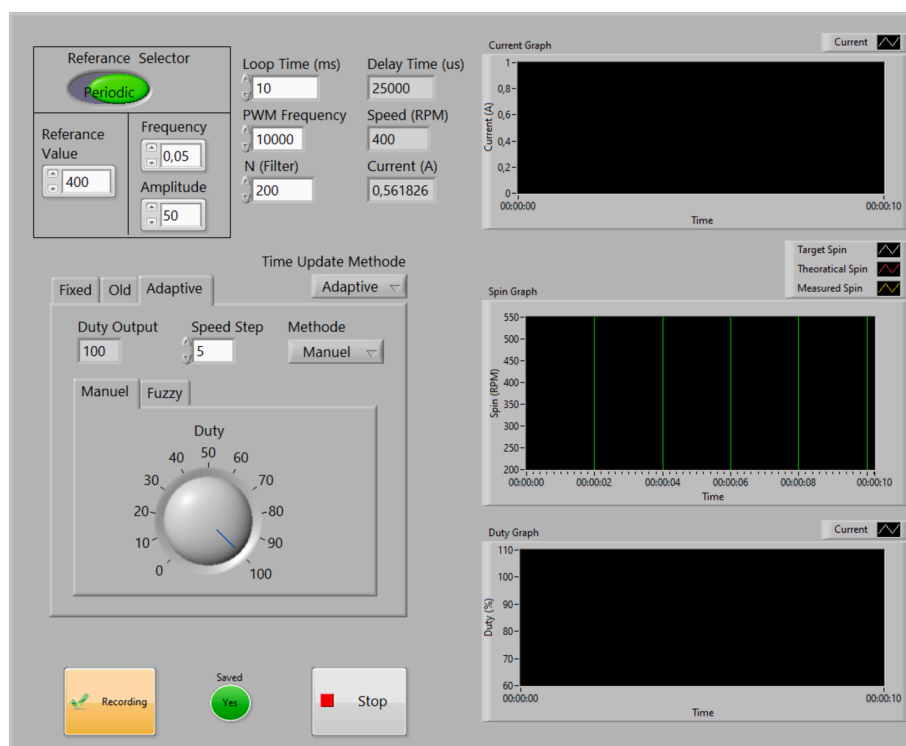 Referance Selector
Periodic
Referance
Value
400
Frequency
0,05
Amplitude
50
Loop Time (ms)
10
PWM Frequency
10000
N (Filter)
200
Delay Time (us)
25000
Speed (RPM)
400
Current (A)
0,561826
Time Update Methode
Adaptive
Fixed Old Adaptive
Duty Output
100
Speed Step
5
Methode
Manuel
Manuel Fuzzy
Duty
0
10
20
30
40
50
60
70
80
90
100
Recording
Saved
Yes
Stop
Current Graph
Current
Current (A)
1
0,8
0,6
0,4
0,2
0
00:00:00 00:00:10
Time
Target Spin
Theoratical Spin
Measured Spin
Spin Graph
Spin (RPM)
550
500
450
400
350
300
250
200
00:00:00 00:00:02 00:00:04 00:00:06 00:00:08 00:00:10
Time
Duty Graph
Current
Duty (%)
110
100
90
80
70
60
00:00:00 00:00:10
Time